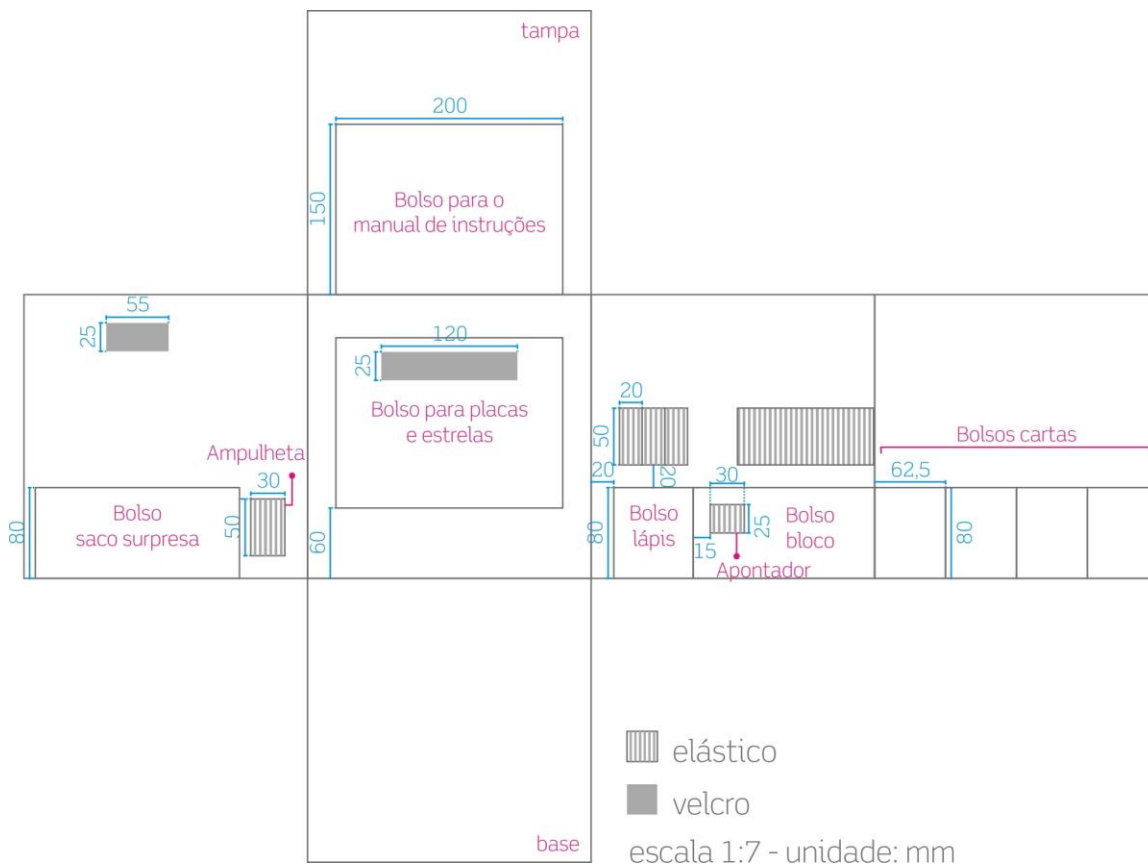 tampa
200
150
Bolso para o
manual de instruções
55
25
120
25
Bolso para placas
e estrelas
20
50
20
20
Bolsos cartas
Ampulheta
30
50
80
Bolso
saco surpresa
60
30
62,5
80
Bolso
lápis
15
25
Bolso
bloco
80
Apontador
elástico
velcro
base
escala 1:7 - unidade: mm